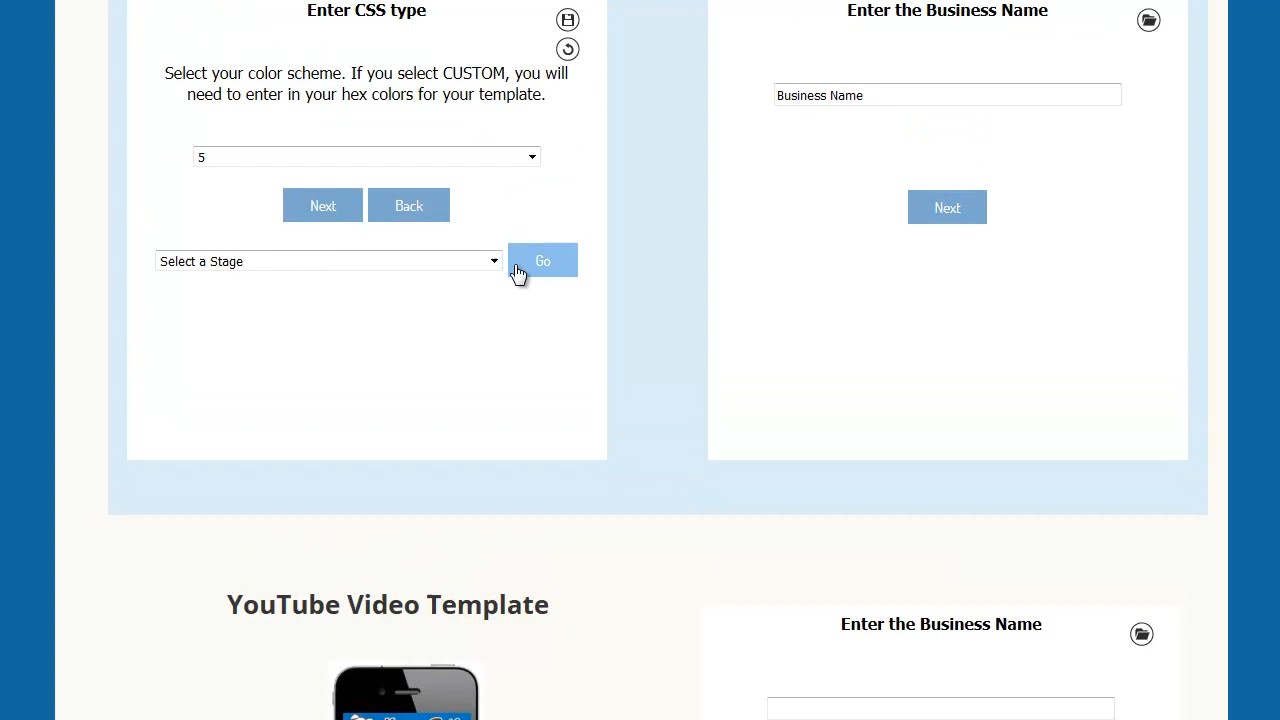 Enter CSS type
Select your color scheme. If you select CUSTOM, you will
need to enter in your hex colors for your template.
5
Next Back
Select a Stage Go
Enter the Business Name
Business Name
Next
YouTube Video Template
Enter the Business Name